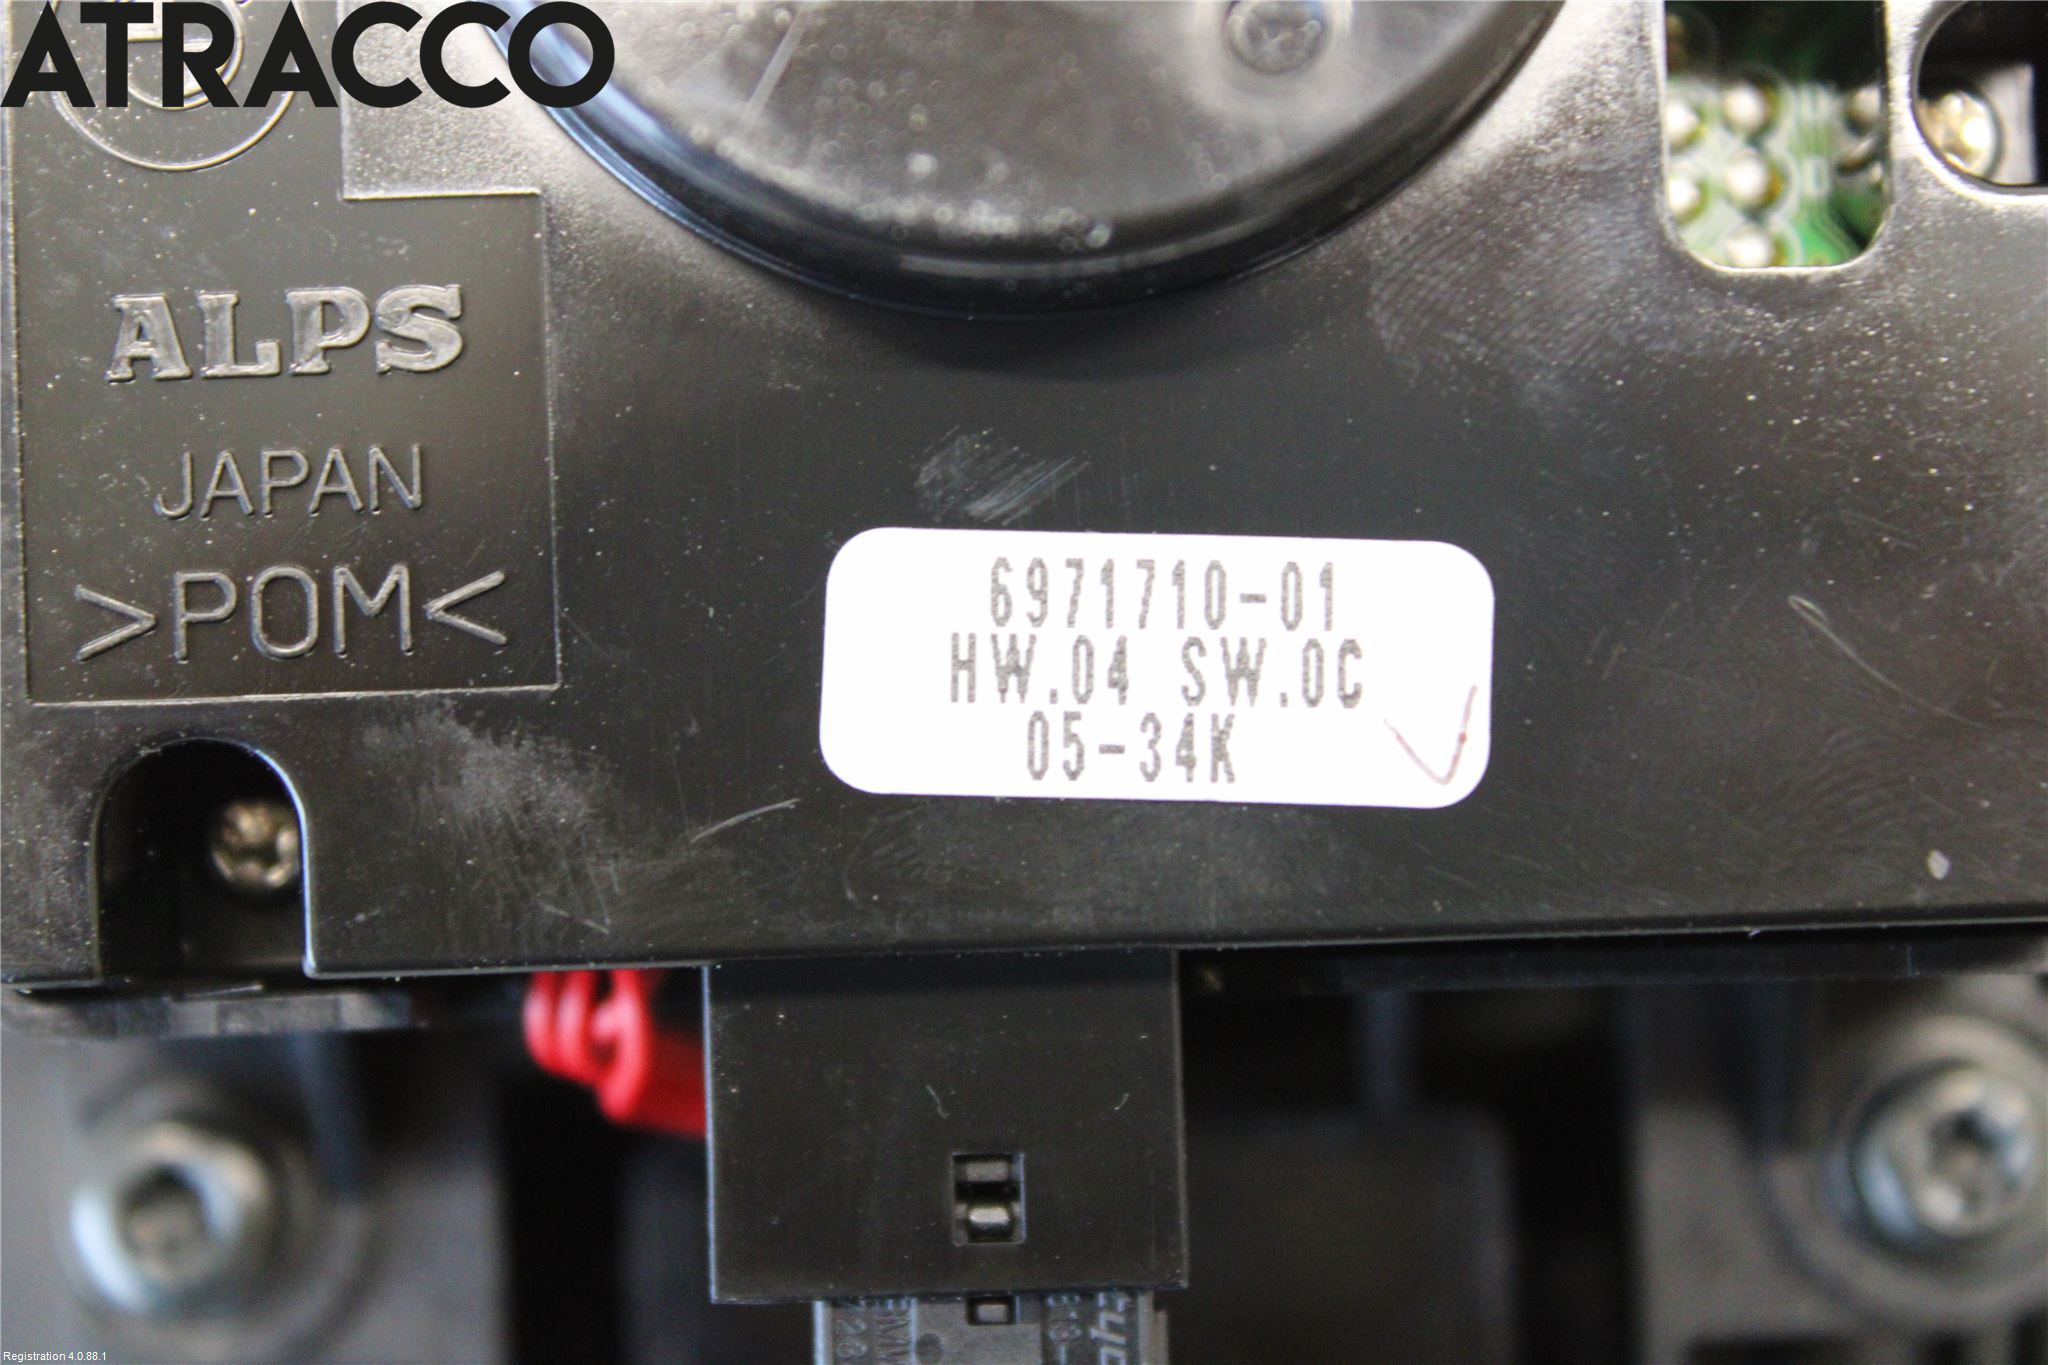 ATRACCO
ALPS
JAPAN
>POM<
6971710-01
HW.04 SW.0C
05-34K
Registration 4.0.88.1